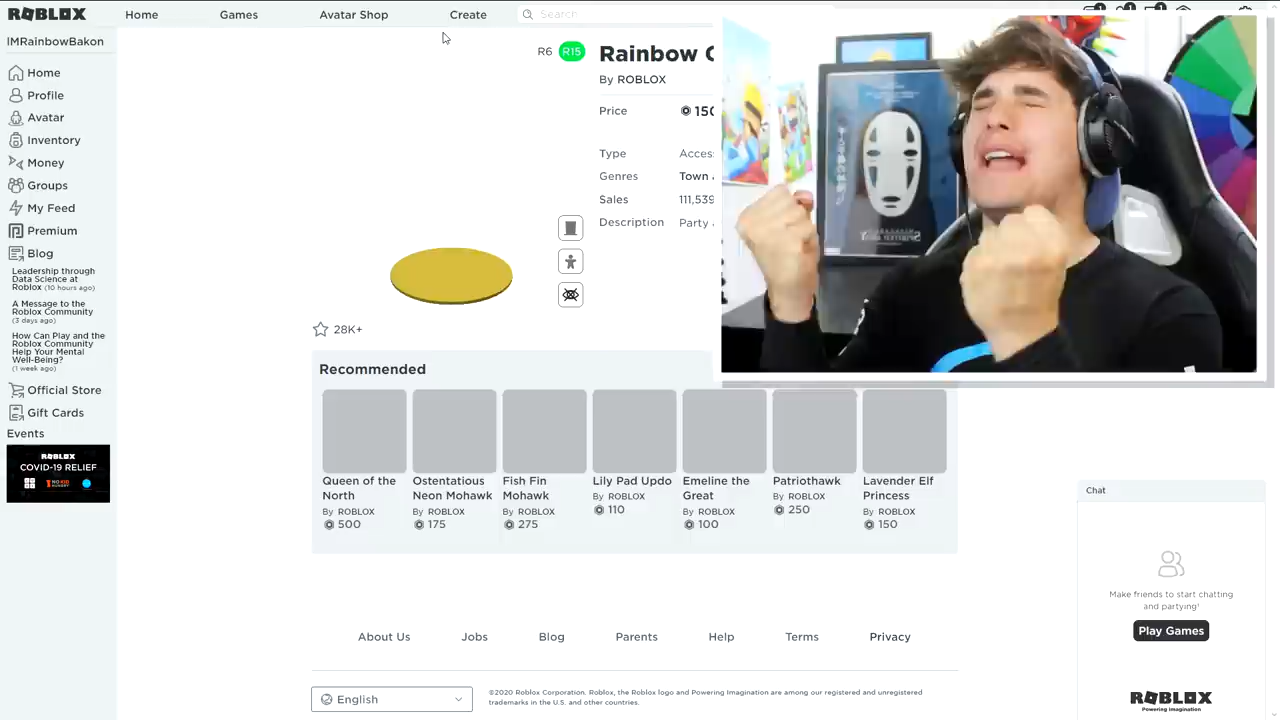 ROBLOX
Home
Games
Avatar Shop
Create
Search
IMRainbowBakon
Home
Profile
Avatar
Inventory
Money
Groups
My Feed
Premium
Blog
Leadership through
Data Science at
Roblox (10 hours ago)
A Message to the
Roblox Community
(3 days ago)
How Can Play and the
Roblox Community
Help Your Mental
Well-Being?
(1 week ago)
Official Store
Gift Cards
Events
ROBLOX
COVID-19 RELIEF
R6
R15
Rainbow
By ROBLOX
Price
150
Type
Genres
Town
Sales
111,539
Description
Party
28K+
Recommended
Queen of the
North
By ROBLOX
500
Ostentatious
Neon Mohawk
By ROBLOX
175
Fish Fin
Mohawk
By ROBLOX
275
Lily Pad Updo
By ROBLOX
110
Emeline the
Great
By ROBLOX
100
Patriothawk
By ROBLOX
250
Lavender Elf
Princess
By ROBLOX
150
Chat
Make friends to start chatting
and partying!
Play Games
ROBLOX
Powering Imagination
About Us
Jobs
Blog
Parents
Help
Terms
Privacy
English
©2020 Roblox Corporation. Roblox, the Roblox logo and Powering Imagination are among our registered and unregistered
trademarks in the U.S. and other countries.